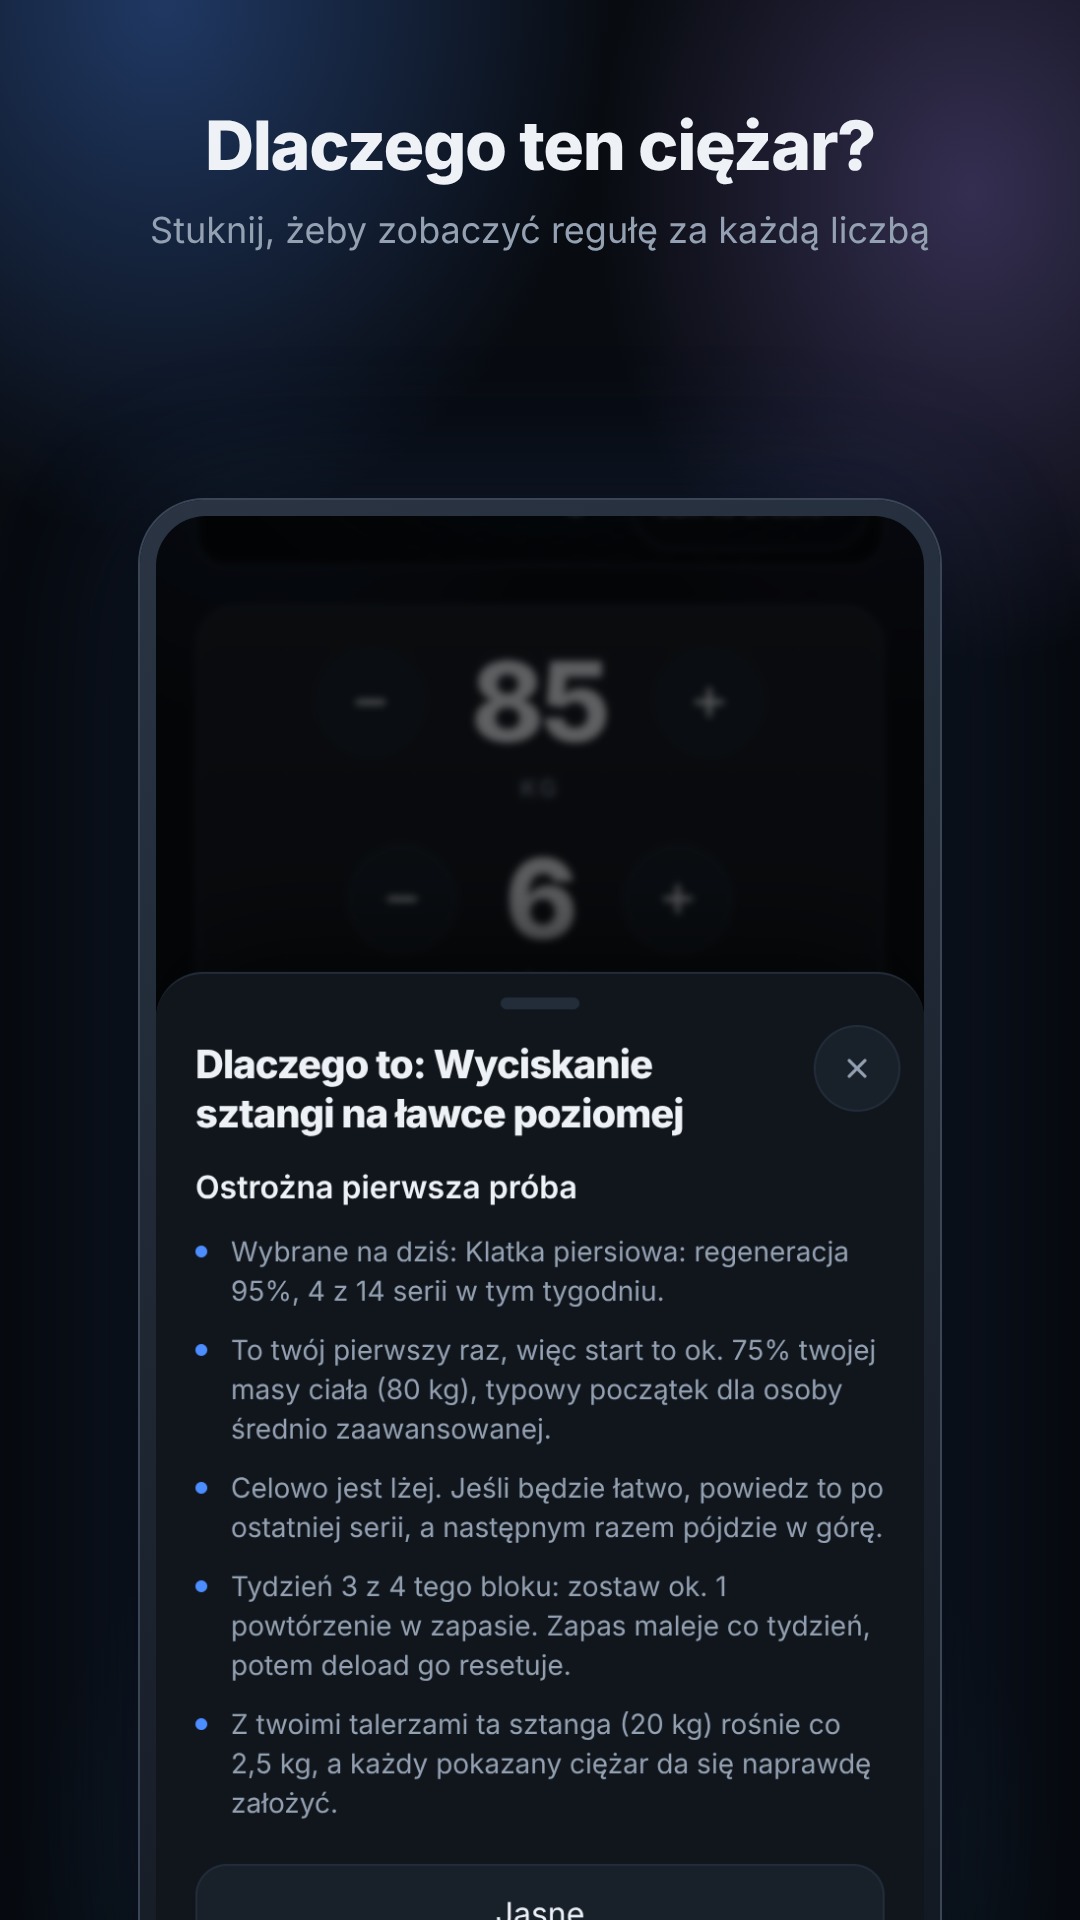 Dlaczego ten ciężar?
Stuknij, żeby zobaczyć regułę za każdą liczbą
− 85 +
KG
− 6 +
Dlaczego to: Wyciskanie
sztangi na ławce poziomej
Ostrożna pierwsza próba
Wybrane na dziś: Klatka piersiowa: regeneracja
95%, 4 z 14 serii w tym tygodniu.
To twój pierwszy raz, więc start to ok. 75% twojej
masy ciała (80 kg), typowy początek dla osoby
średnio zaawansowanej.
Celowo jest lżej. Jeśli będzie łatwo, powiedz to po
ostatniej serii, a następnym razem pójdzie w górę.
Tydzień 3 z 4 tego bloku: zostaw ok. 1
powtórzenie w zapasie. Zapas maleje co tydzień,
potem deload go resetuje.
Z twoimi talerzami ta sztanga (20 kg) rośnie co
2,5 kg, a każdy pokazany ciężar da się naprawdę
założyć.
Jasne